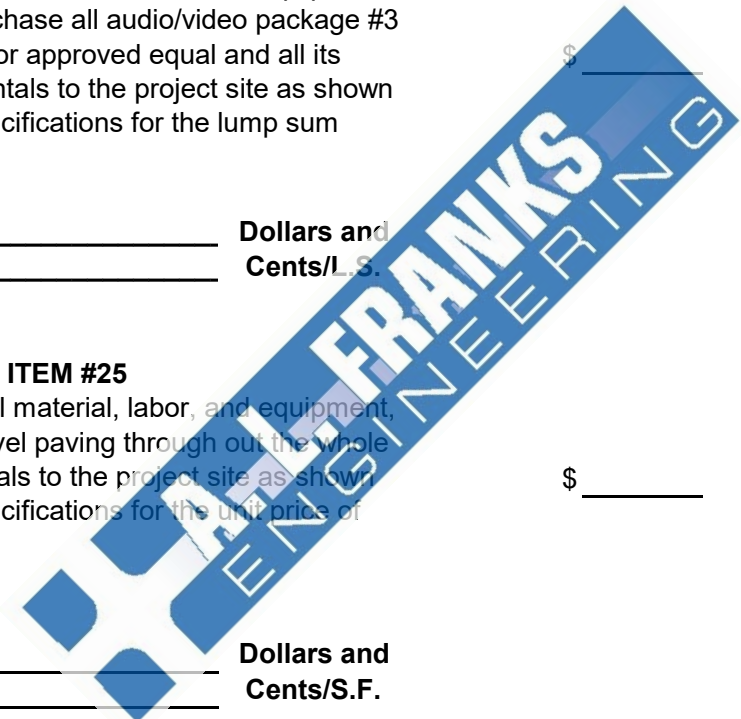 chase all audio/video package #3
or approved equal and all its
ntals to the project site as shown
cifications for the lump sum
$
Dollars and
Cents/L.S.
ITEM #25
l material, labor, and equipment,
vel paving through out the whole
als to the project site as shown
cifications for the unit price of
$
Dollars and
Cents/S.F.
A.L. FRANKS
ENGINEERING